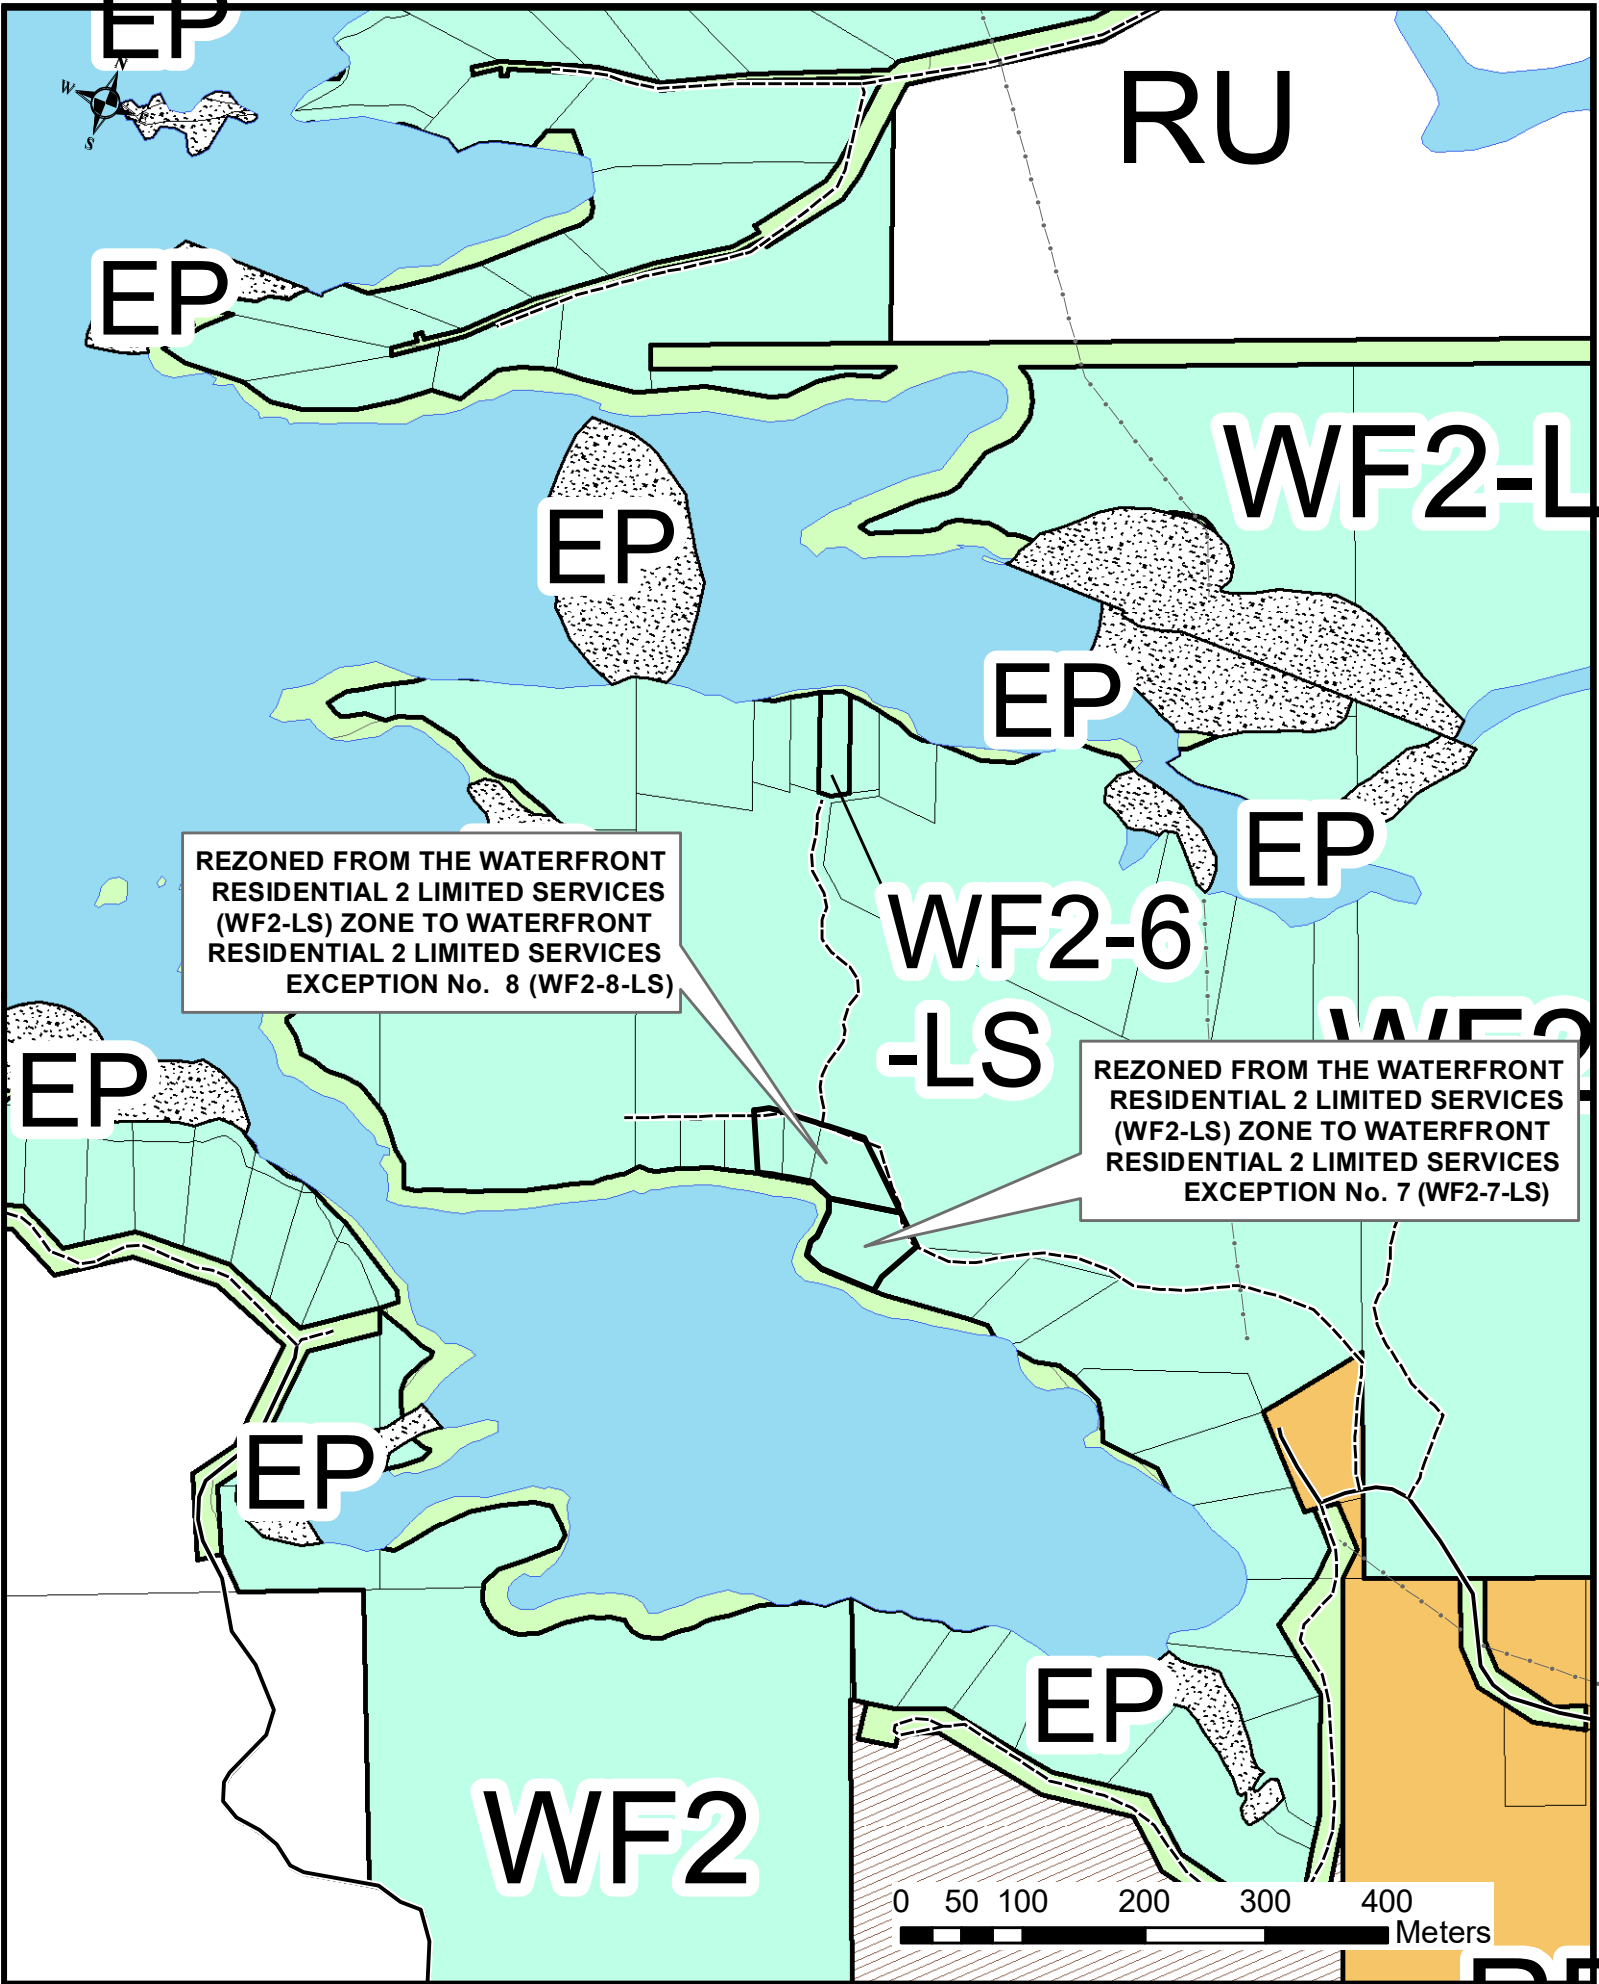 EP
N
W
E
S
RU
EP
WF2-L
EP
EP
EP
REZONED FROM THE WATERFRONT
RESIDENTIAL 2 LIMITED SERVICES
(WF2-LS) ZONE TO WATERFRONT
RESIDENTIAL 2 LIMITED SERVICES
EXCEPTION No. 8 (WF2-8-LS)
WF2-6
-LS
WF2
EP
REZONED FROM THE WATERFRONT
RESIDENTIAL 2 LIMITED SERVICES
(WF2-LS) ZONE TO WATERFRONT
RESIDENTIAL 2 LIMITED SERVICES
EXCEPTION No. 7 (WF2-7-LS)
EP
EP
WF2
0 50 100 200 300 400
Meters